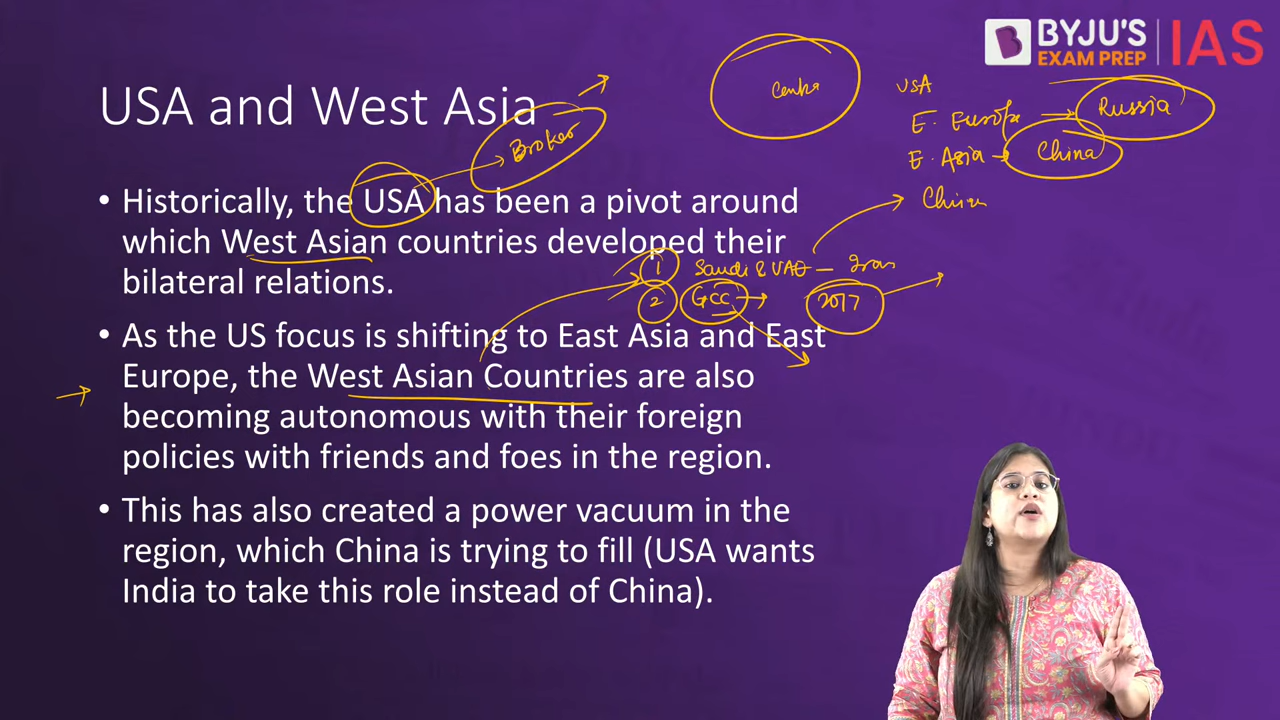 BYJU'S
EXAM PREP
IAS
USA and West Asia
Broker
USA
E. Europe → Russia
E. Asia → China
China
• Historically, the USA has been a pivot around
which West Asian countries developed their
bilateral relations.
1 Saudi & UAE – Iran
2 GCC → 2017
• As the US focus is shifting to East Asia and East
Europe, the West Asian Countries are also
becoming autonomous with their foreign
policies with friends and foes in the region.
• This has also created a power vacuum in the
region, which China is trying to fill (USA wants
India to take this role instead of China).